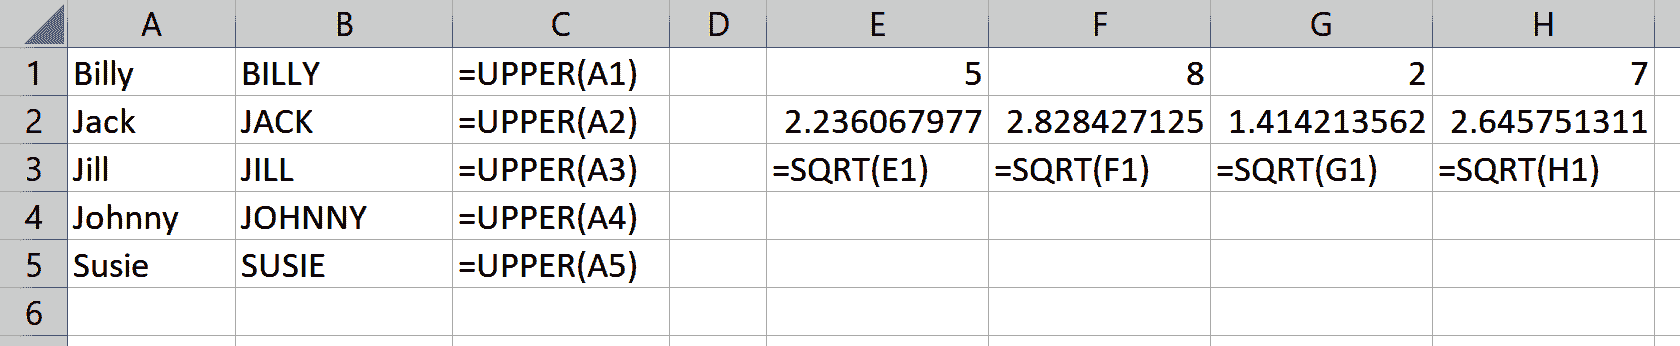 A B C D E F G H
1 Billy BILLY =UPPER(A1) 5 8 2 7
2 Jack JACK =UPPER(A2) 2.236067977 2.828427125 1.414213562 2.645751311
3 Jill JILL =UPPER(A3) =SQRT(E1) =SQRT(F1) =SQRT(G1) =SQRT(H1)
4 Johnny JOHNNY =UPPER(A4)
5 Susie SUSIE =UPPER(A5)
6